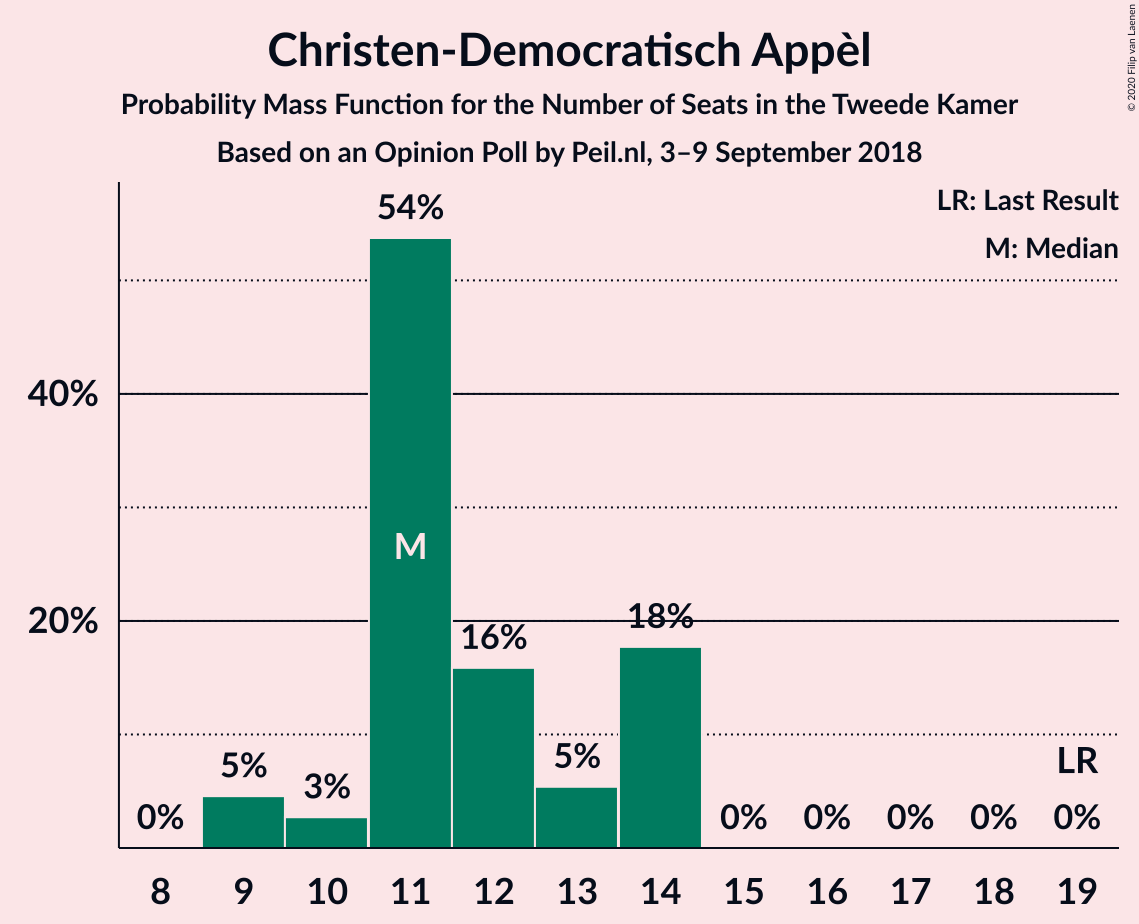 Christen-Democratisch Appèl
Probability Mass Function for the Number of Seats in the Tweede Kamer
Based on an Opinion Poll by Peil.nl, 3–9 September 2018
© 2020 Filip van Laenen
LR: Last Result
M: Median
54%
40%
M
20%
18%
16%
5%
3%
5%
LR
0%
0%
0%
0%
0%
0%
8 9 10 11 12 13 14 15 16 17 18 19